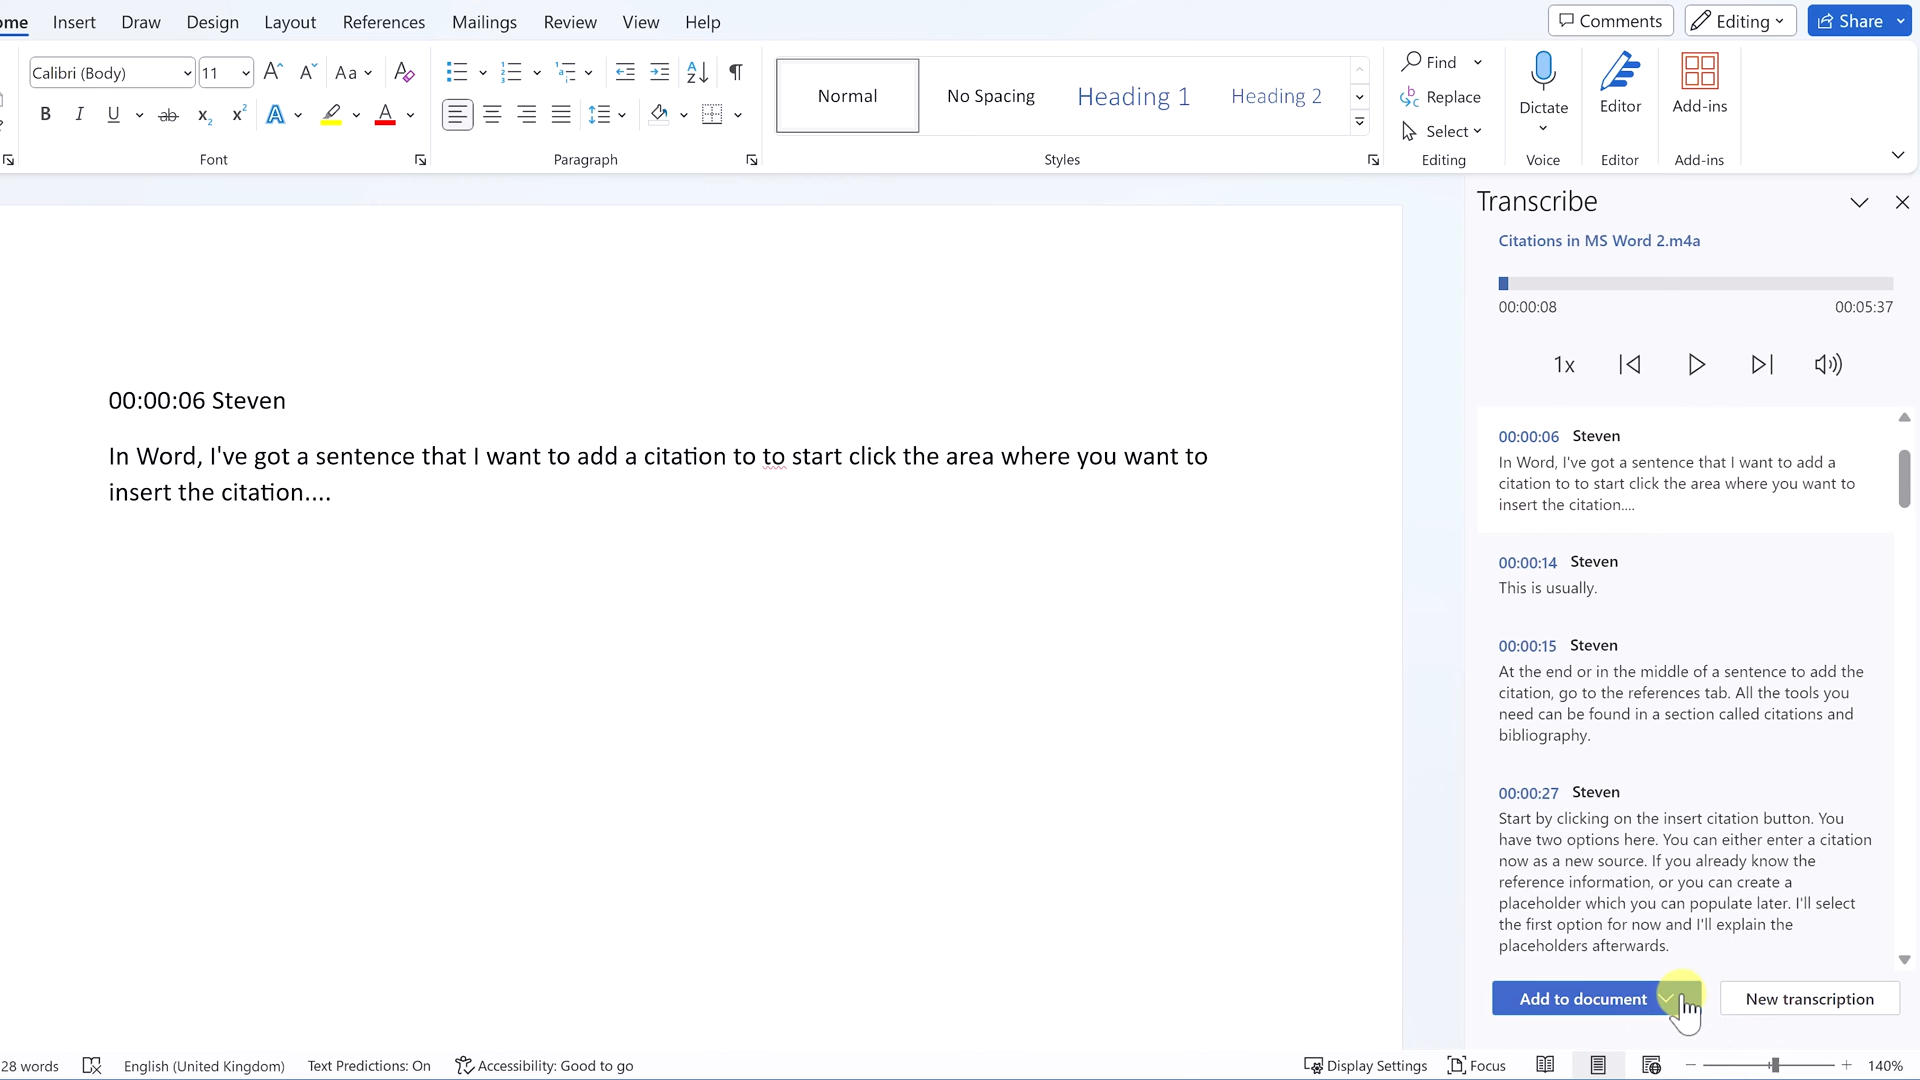 ome Insert Draw Design Layout References Mailings Review View Help Comments Editing Share
Calibri (Body) 11 Aa
Normal No Spacing Heading 1 Heading 2
Find
Replace
Select
Dictate Editor Add-ins
Font Paragraph Styles Editing Voice Editor Add-ins
00:00:06 Steven
In Word, I've got a sentence that I want to add a citation to to start click the area where you want to
insert the citation....
Transcribe
Citations in MS Word 2.m4a
00:00:08 00:05:37
1x
00:00:06 Steven
In Word, I've got a sentence that I want to add a
citation to to start click the area where you want to
insert the citation....
00:00:14 Steven
This is usually.
00:00:15 Steven
At the end or in the middle of a sentence to add the
citation, go to the references tab. All the tools you
need can be found in a section called citations and
bibliography.
00:00:27 Steven
Start by clicking on the insert citation button. You
have two options here. You can either enter a citation
now as a new source. If you already know the
reference information, or you can create a
placeholder which you can populate later. I'll select
the first option for now and I'll explain the
placeholders afterwards.
Add to document New transcription
28 words English (United Kingdom) Text Predictions: On Accessibility: Good to go Display Settings Focus 140%